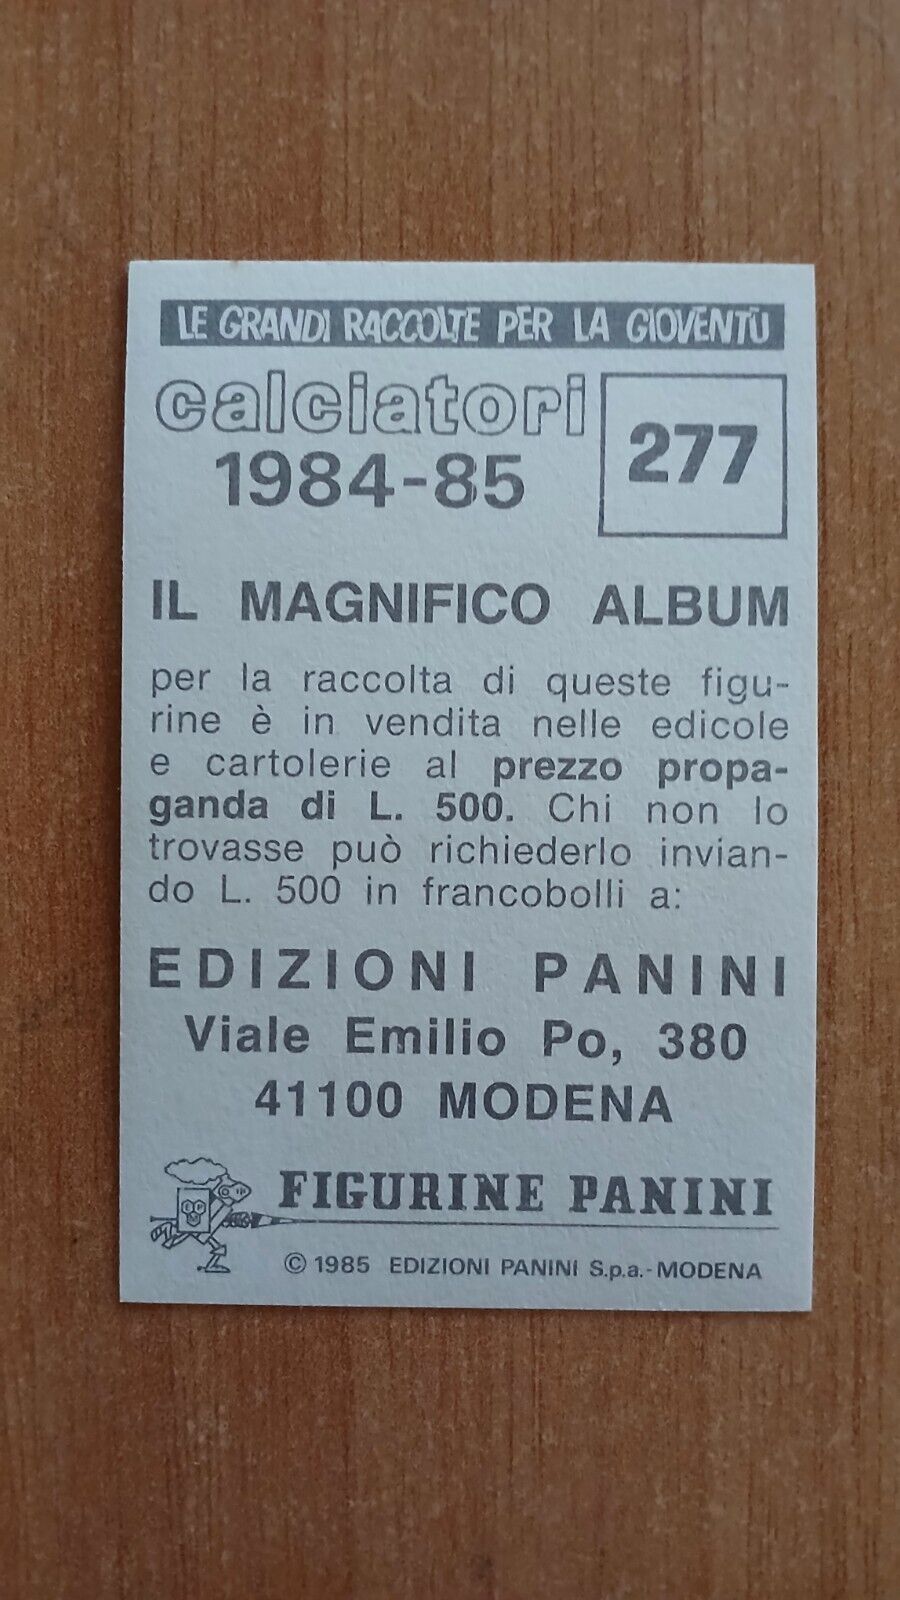 LE GRANDI RACCOLTE PER LA GIOVENTÙ
calciatori
1984-85
277
IL MAGNIFICO ALBUM
per la raccolta di queste figu-
rine è in vendita nelle edicole
e cartolerie al prezzo propa-
ganda di L. 500. Chi non lo
trovasse può richiederlo invian-
do L. 500 in francobolli a:
EDIZIONI PANINI
Viale Emilio Po, 380
41100 MODENA
FIGURINE PANINI
© 1985 EDIZIONI PANINI S.p.a.-MODENA